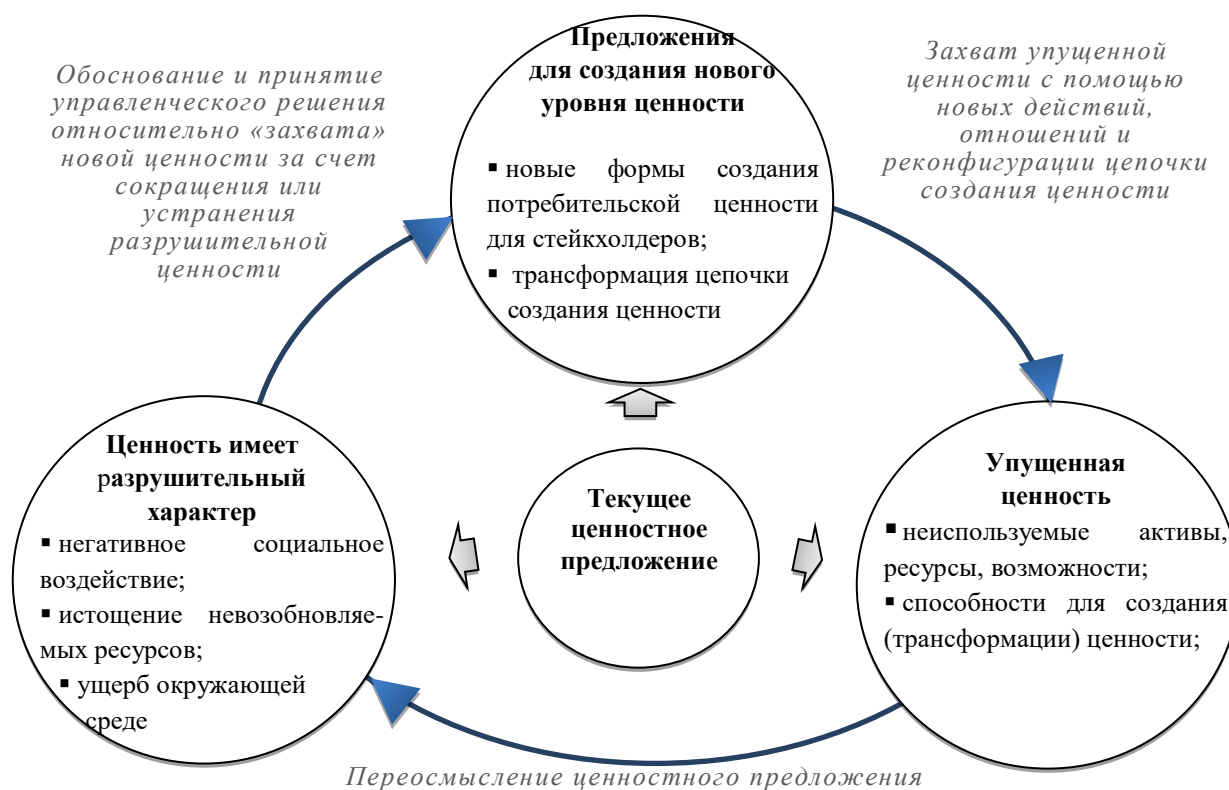 Обоснование и принятие
управленческого решения
относительно «захвата»
новой ценности за счет
сокращения или
устранения
разрушительной
ценности
Предложения
для создания нового
уровня ценности
▪ новые формы создания
потребительской ценности
для стейкхолдеров;
▪ трансформация цепочки
создания ценности
Захват упущенной
ценности с помощью
новых действий,
отношений и
реконфигурации цепочки
создания ценности
Ценность имеет
разрушительный
характер
▪ негативное социальное
воздействие;
▪ истощение невозобновляе-
мых ресурсов;
▪ ущерб окружающей
среде
Текущее
ценностное
предложение
Упущенная
ценность
▪ неиспользуемые активы,
ресурсы, возможности;
▪ способности для создания
(трансформации) ценности;
Переосмысление ценностного предложения